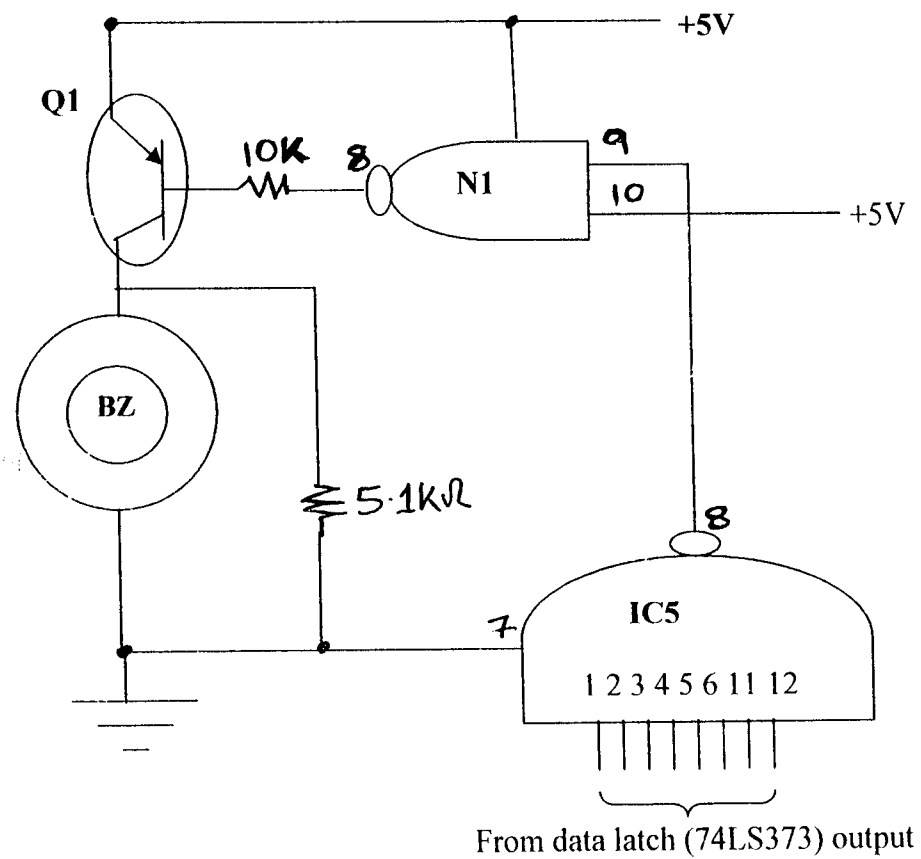 +5V
Q1
10K
8
N1
9
10
+5V
BZ
5.1kΩ
8
7
IC5
1 2 3 4 5 6 11 12
From data latch (74LS373) output